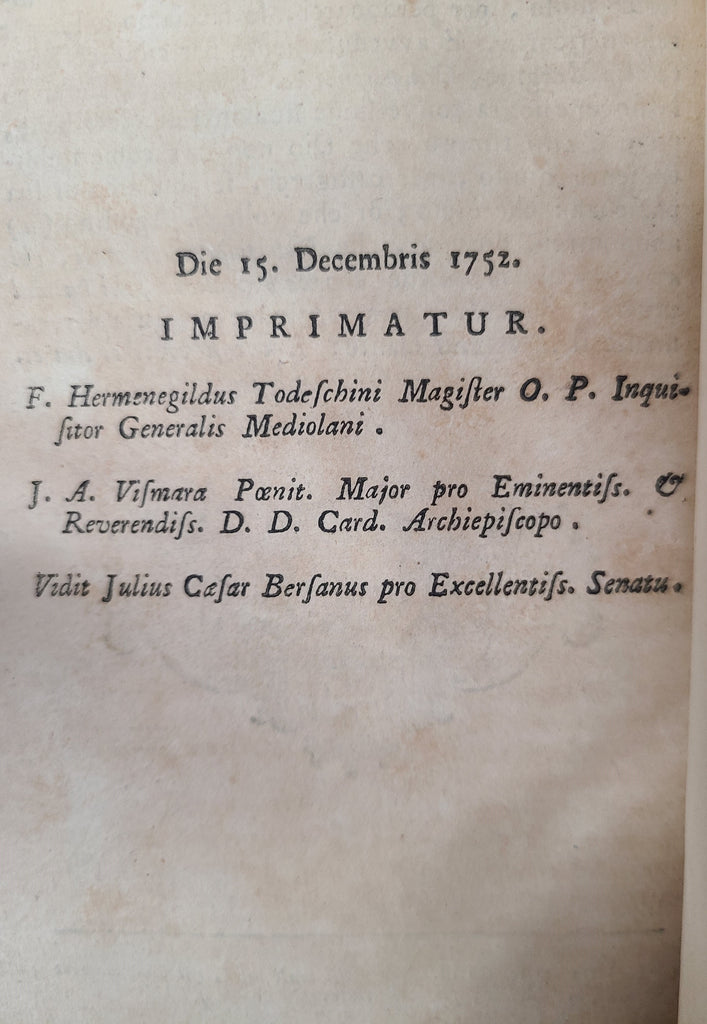 Die 15. Decembris 1752.
IMPRIMATUR.
F. Hermenegildus Todeſchini Magiſter O. P. Inqui-
ſitor Generalis Mediolani .
J. A. Viſmara Pœnit. Major pro Eminentiſs. &
Reverendiſs. D. D. Card. Archiepiſcopo .
Vidit Julius Cæſar Berſanus pro Excellentiſs. Senatu.